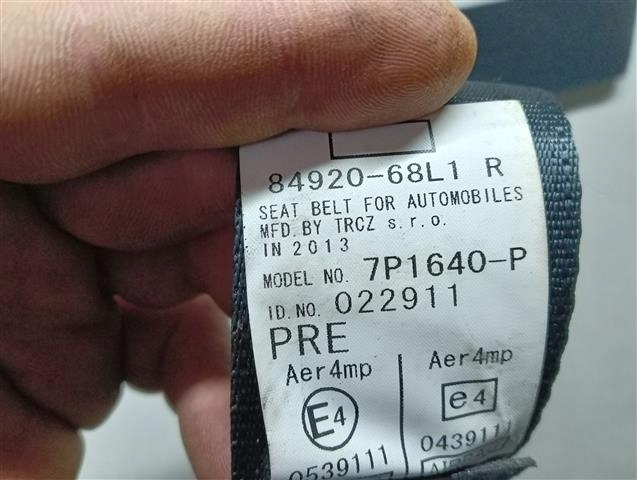 84920-68L1 R
SEAT BELT FOR AUTOMOBILES
MFD. BY TRCZ s.r.o.
IN 2013
MODEL NO. 7P1640-P
ID.NO. 022911
PRE
Aer4mp Aer4mp
E4 e4
0539111 0439111